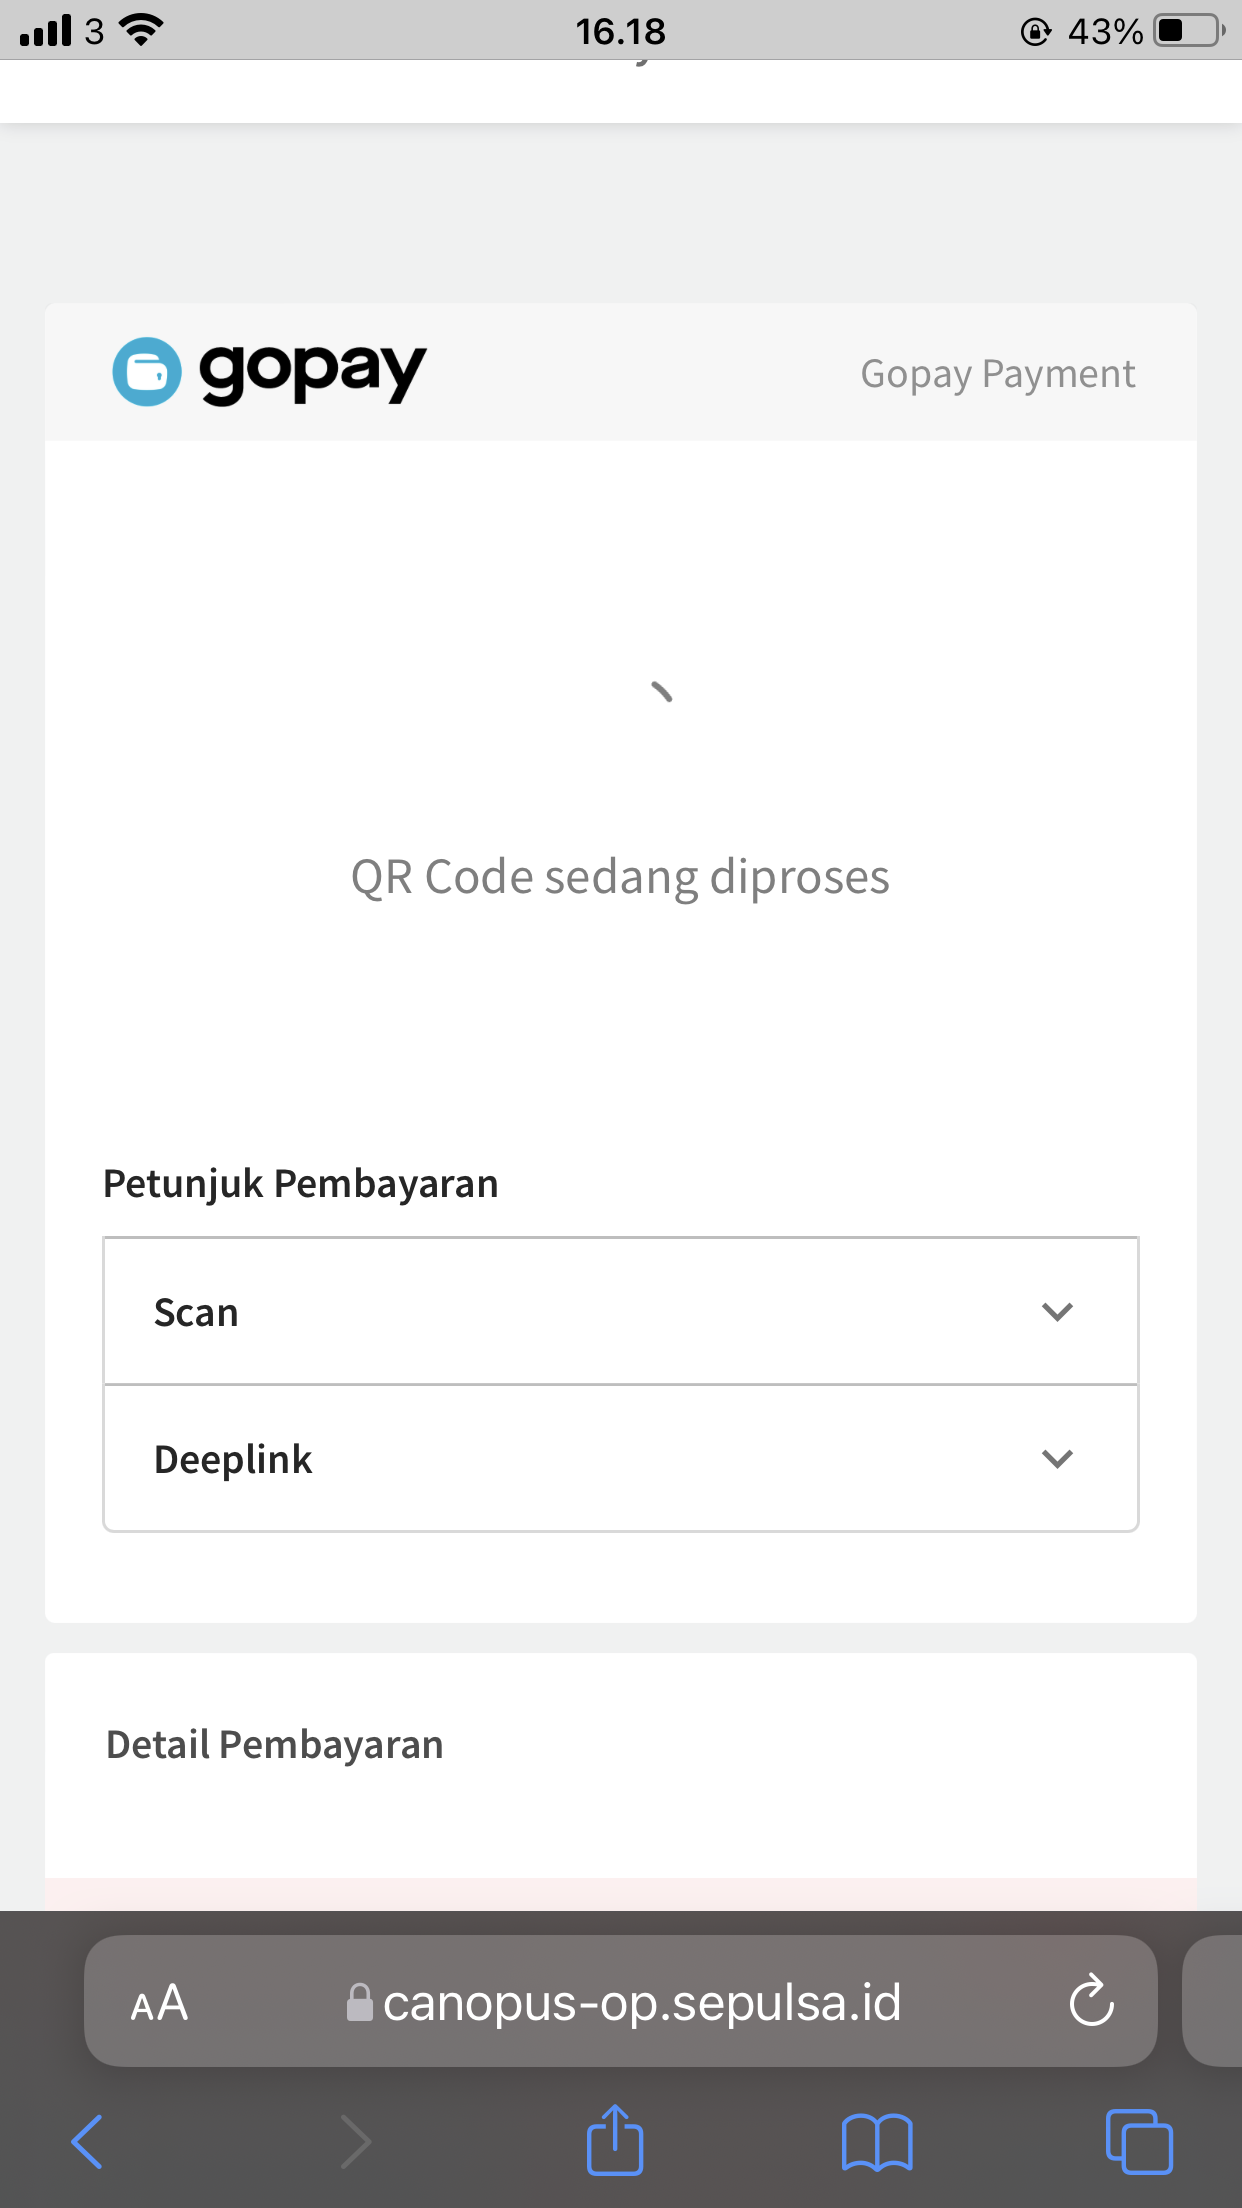 3
16.18
43%
gopay
Gopay Payment
QR Code sedang diproses
Petunjuk Pembayaran
Scan
Deeplink
Detail Pembayaran
AA
canopus-op.sepulsa.id